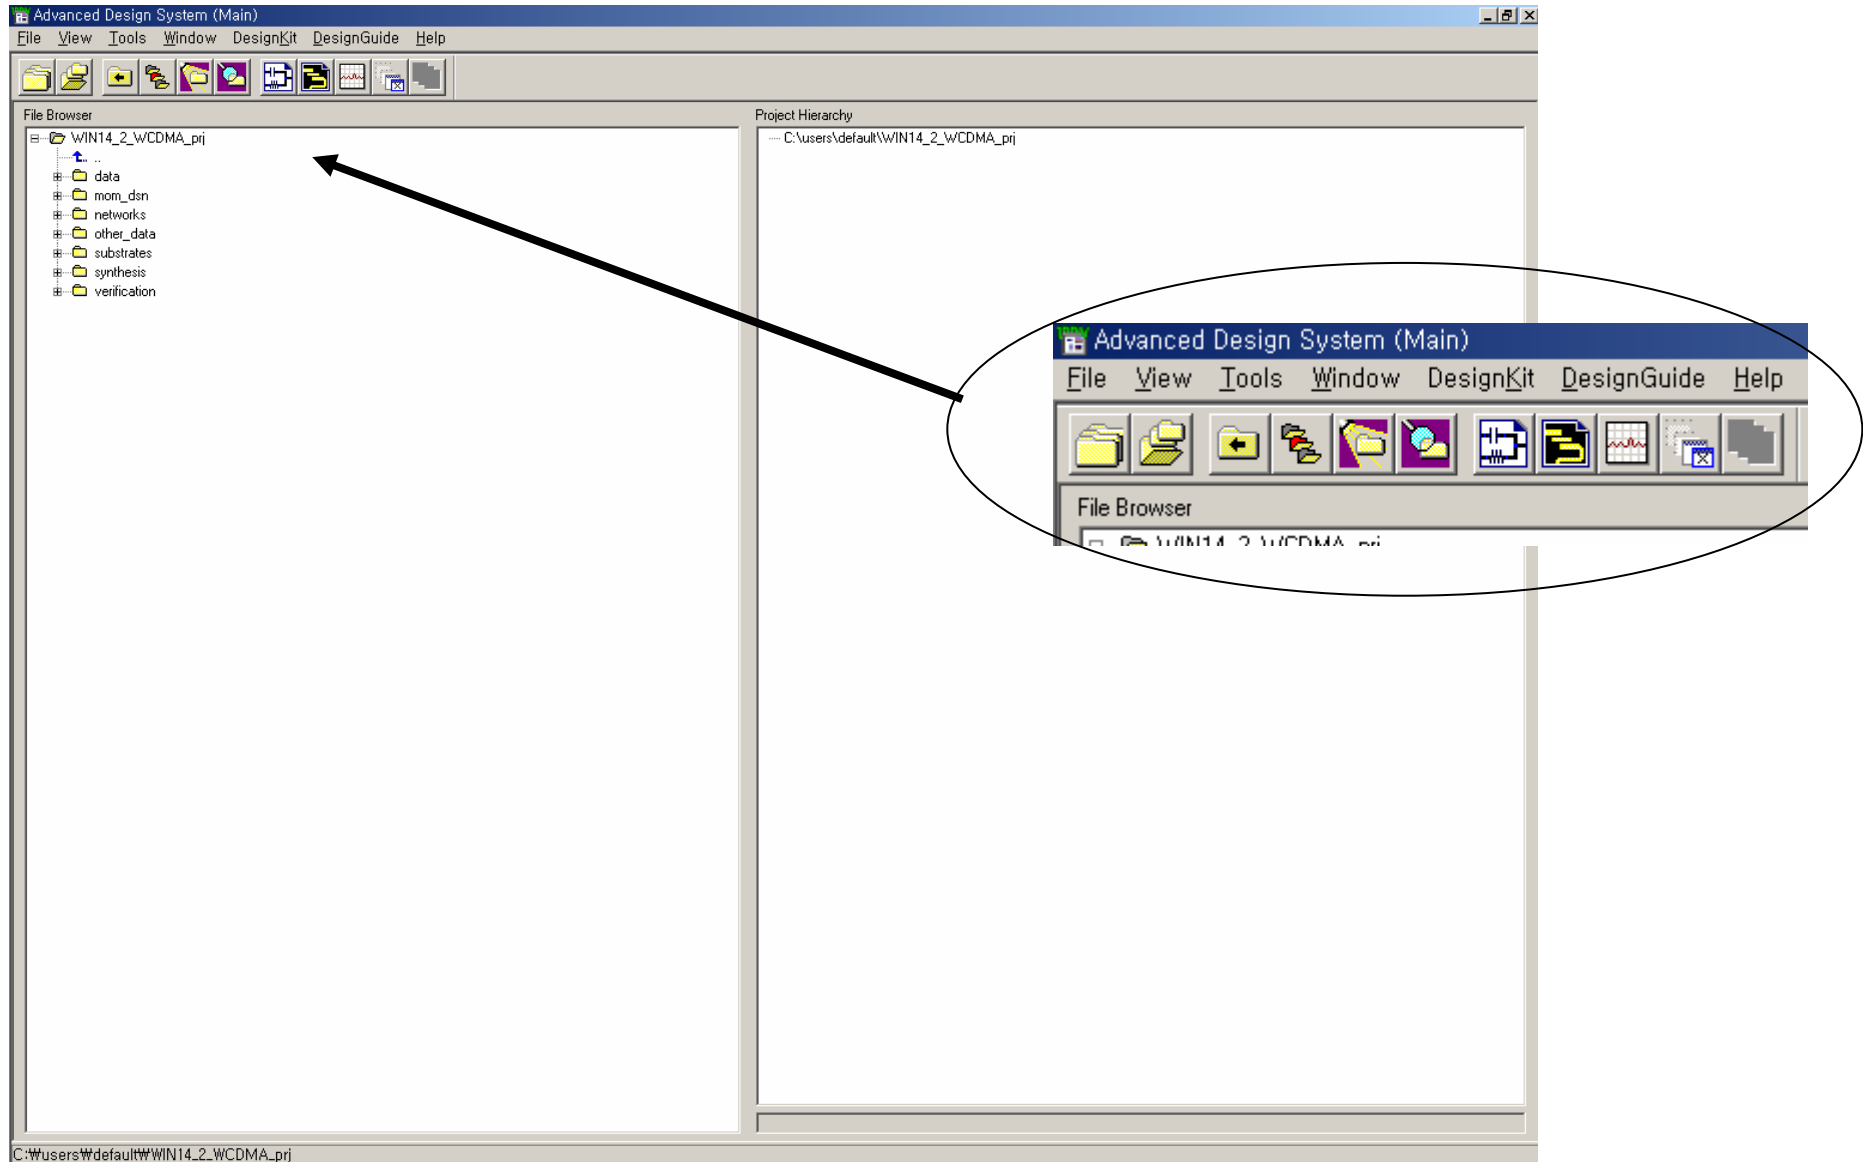 Advanced Design System (Main)
File View Tools Window DesignKit DesignGuide Help
File Browser
WIN14_2_WCDMA_prj
..
data
mom_dsn
networks
other_data
substrates
synthesis
verification
Project Hierarchy
C:\users\default\WIN14_2_WCDMA_prj
Advanced Design System (Main)
File View Tools Window DesignKit DesignGuide Help
File Browser
WIN14_2_WCDMA_prj
C:₩users₩default₩WIN14_2_WCDMA_prj